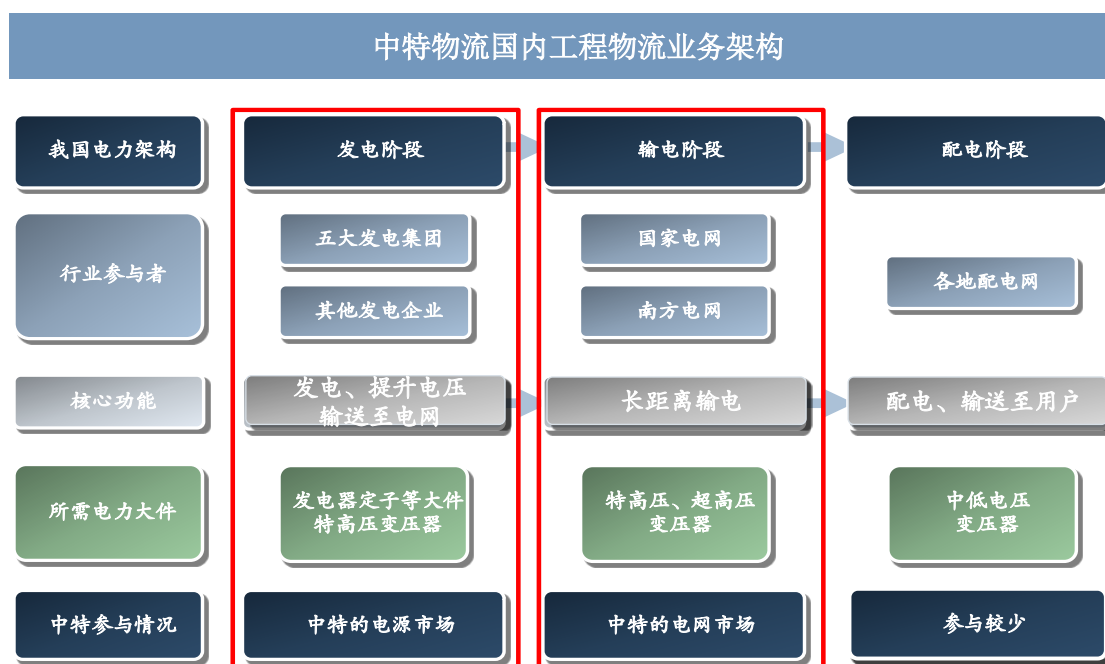 中特物流国内工程物流业务架构
我国电力架构
发电阶段
输电阶段
配电阶段
行业参与者
五大发电集团
其他发电企业
国家电网
南方电网
各地配电网
核心功能
发电、提升电压
输送至电网
长距离输电
配电、输送至用户
所需电力大件
发电器定子等大件
特高压变压器
特高压、超高压
变压器
中低电压
变压器
中特参与情况
中特的电源市场
中特的电网市场
参与较少